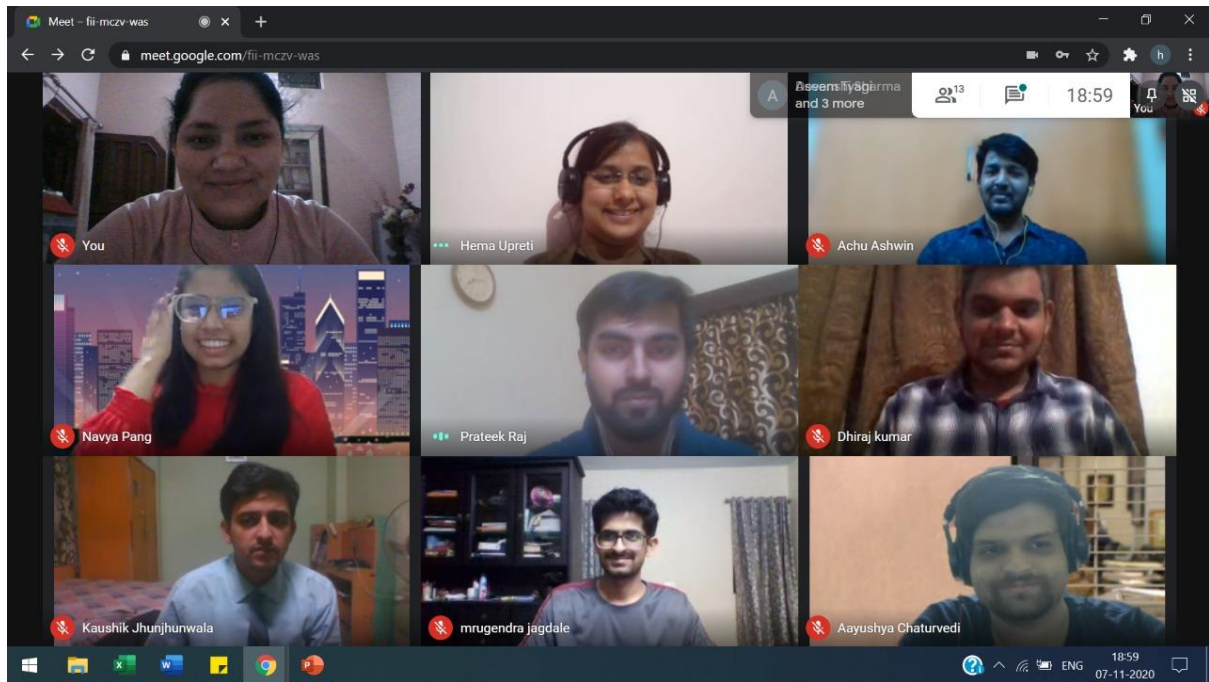 Meet – fii-mczv-was
meet.google.com/fii-mczv-was
h
A
and 3 more
13
18:59
You
You
Hema Upreti
Achu Ashwin
Navya Pang
Prateek Raj
Dhiraj kumar
Kaushik Jhunjhunwala
mrugendra jagdale
Aayushya Chaturvedi
ENG
18:59
07-11-2020